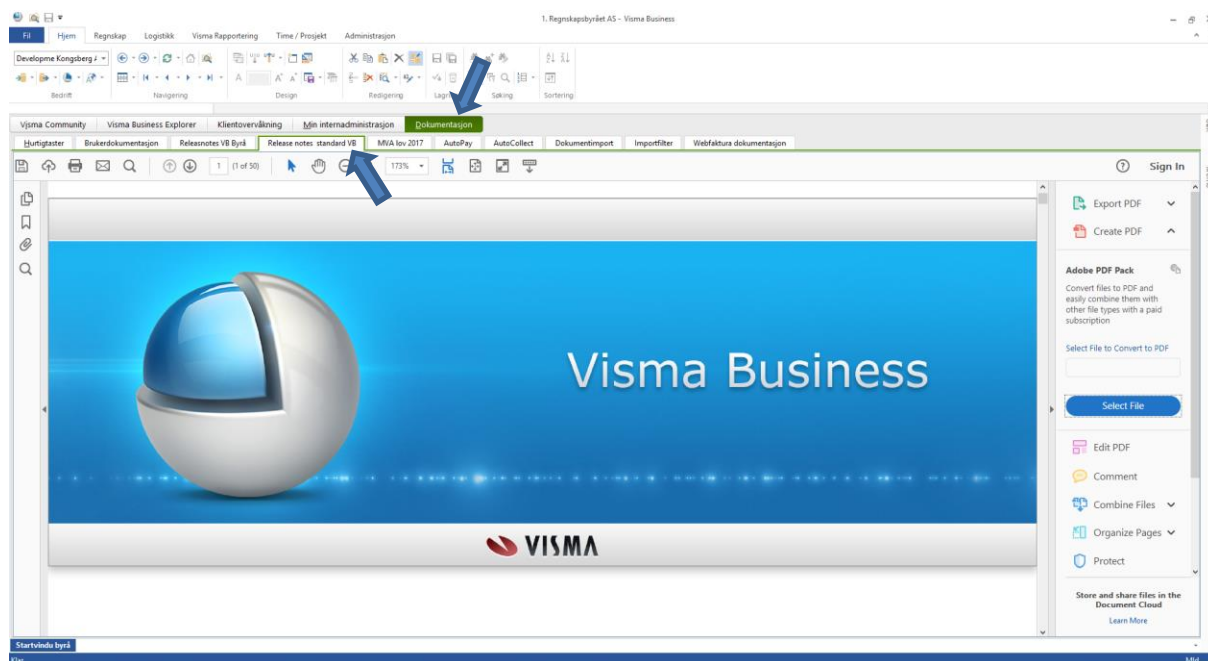 1. Regnskapsbyrået AS - Visma Business
Fil Hjem Regnskap Logistikk Visma Rapportering Time / Prosjekt Administrasjon
Bedrift Navigering Design Redigering Søking Sortering
Visma Community Visma Business Explorer Klientovervåkning Min internadministrasjon Dokumentasjon
Hurtigtaster Brukerdokumentasjon Releasnotes VB Byrå Release notes standard VB MVA lov 2017 AutoPay AutoCollect Dokumentimport Importfilter Webfaktura dokumentasjon
1 (1 of 50) 173% Sign In
Export PDF
Create PDF
Adobe PDF Pack
Convert files to PDF and
easily combine them with
other file types with a paid
subscription
Select File to Convert to PDF
Visma Business
Select File
Edit PDF
Comment
Combine Files
Organize Pages
VISMA
Protect
Store and share files in the
Document Cloud
Learn More
Startvindu byrå